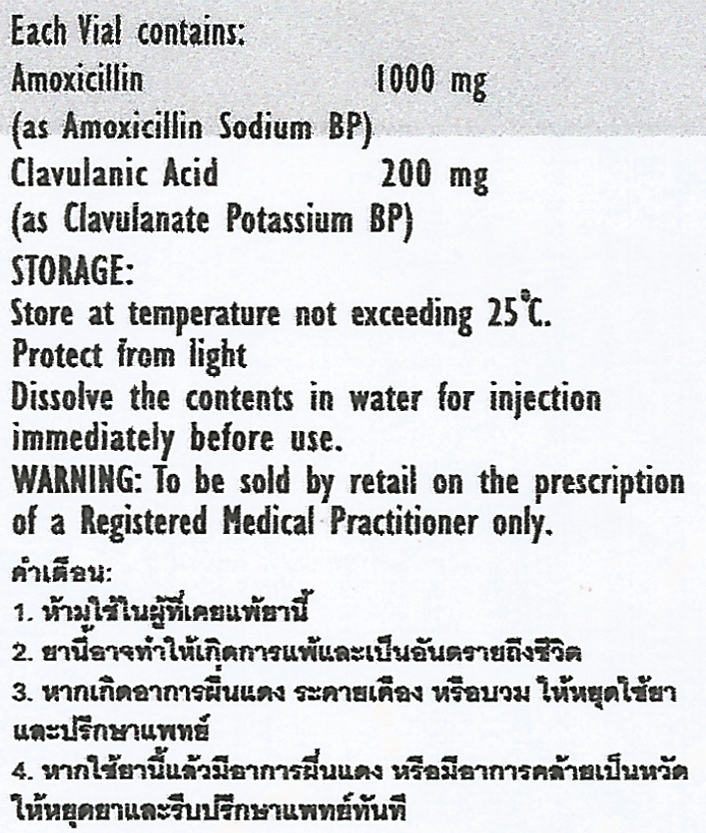 Each Vial contains:
Amoxicillin 1000 mg
(as Amoxicillin Sodium BP)
Clavulanic Acid 200 mg
(as Clavulanate Potassium BP)
STORAGE:
Store at temperature not exceeding 25°C.
Protect from light
Dissolve the contents in water for injection
immediately before use.
WARNING: To be sold by retail on the prescription
of a Registered Medical Practitioner only.
คำเตือน:
1. ห้ามใช้ในผู้ที่เคยแพ้ยานี้
2. ยานี้อาจทำให้เกิดการแพ้และเป็นอันตรายถึงชีวิต
3. หากเกิดอาการผื่นแดง ระคายเคือง หรือบวม ให้หยุดใช้ยา
และปรึกษาแพทย์
4. หากใช้ยานี้แล้วมีอาการผื่นแดง หรือมีอาการคล้ายเป็นหวัด
ให้หยุดยาและรีบปรึกษาแพทย์ทันที